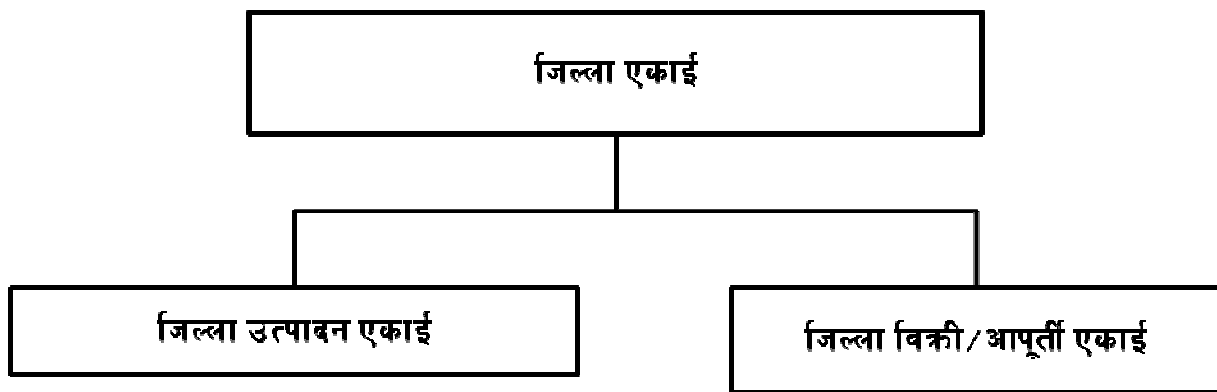 जिल्ला एकाई
जिल्ला उत्पादन एकाई
जिल्ला विक्री/आपूर्ती एकाई